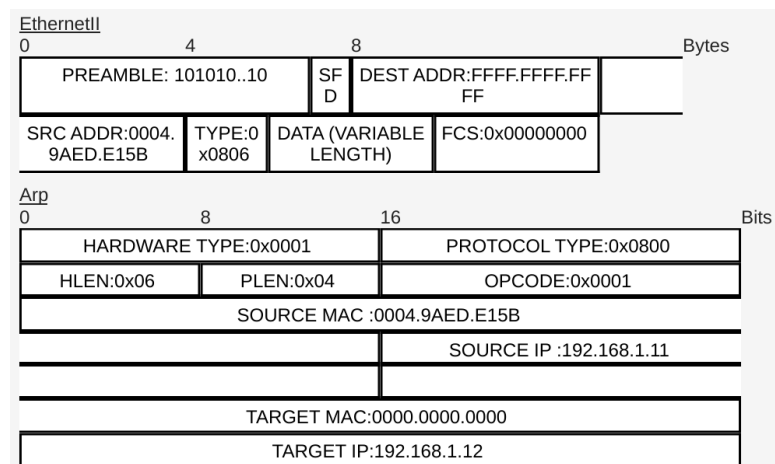 EthernetII
0 4 8 Bytes
PREAMBLE: 101010..10 SF DEST ADDR:FFFF.FFFF.FF
D FF
SRC ADDR:0004. TYPE:0 DATA (VARIABLE FCS:0x00000000
9AED.E15B x0806 LENGTH)
Arp
0 8 16 Bits
HARDWARE TYPE:0x0001 PROTOCOL TYPE:0x0800
HLEN:0x06 PLEN:0x04 OPCODE:0x0001
SOURCE MAC :0004.9AED.E15B
SOURCE IP :192.168.1.11
TARGET MAC:0000.0000.0000
TARGET IP:192.168.1.12